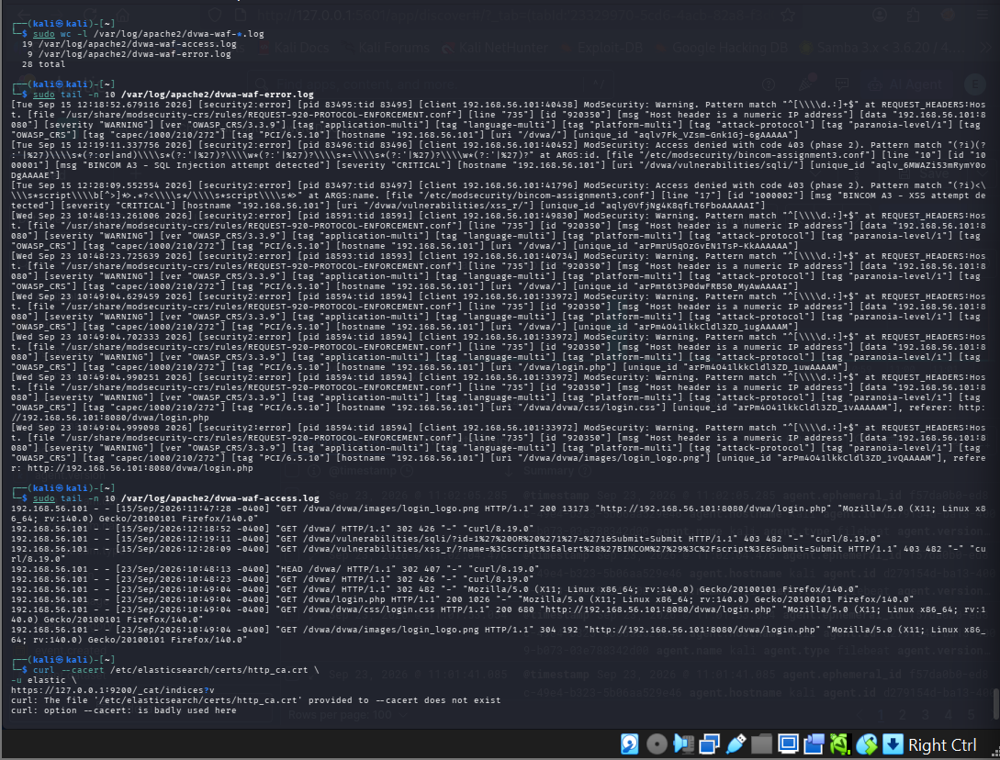 ┌──(kali㉿kali)-[~]
└─$ sudo wc -l /var/log/apache2/dvwa-waf-*.log
19 /var/log/apache2/dvwa-waf-access.log
9 /var/log/apache2/dvwa-waf-error.log
28 total
┌──(kali㉿kali)-[~]
└─$ sudo tail -n 10 /var/log/apache2/dvwa-waf-error.log
[Tue Sep 15 12:18:52.679116 2026] [security2:error] [pid 83495:tid 83495] [client 192.168.56.101:40438] ModSecurity: Warning. Pattern match "^[\\\\d.:]+$" at REQUEST_HEADERS:Hos
t. [file "/usr/share/modsecurity-crs/rules/REQUEST-920-PROTOCOL-ENFORCEMENT.conf"] [line "735"] [id "920350"] [msg "Host header is a numeric IP address"] [data "192.168.56.101:8
080"] [severity "WARNING"] [ver "OWASP_CRS/3.3.9"] [tag "application-multi"] [tag "language-multi"] [tag "platform-multi"] [tag "attack-protocol"] [tag "paranoia-level/1"] [tag
"OWASP_CRS"] [tag "capec/1000/210/272"] [tag "PCI/6.5.10"] [hostname "192.168.56.101"] [uri "/dvwa/"] [unique_id "aqlv7Fk_VZsm-Gnk1Gj-6gAAAAA"]
[Tue Sep 15 12:19:11.337756 2026] [security2:error] [pid 83496:tid 83496] [client 192.168.56.101:40452] ModSecurity: Access denied with code 403 (phase 2). Pattern match "(?i)(?
:'|%27)\\\\s*(?:or|and)\\\\s*(?:'|%27)?\\\\w*(?:'|%27)?\\\\s*=\\\\s*(?:'|%27)?\\\\w*(?:'|%27)?" at ARGS:id. [file "/etc/modsecurity/bincom-assignment3.conf"] [line "10"] [id "10
00001"] [msg "BINCOM A3 - SQL Injection attempt detected"] [severity "CRITICAL"] [hostname "192.168.56.101"] [uri "/dvwa/vulnerabilities/sqli/"] [unique_id
DgAAAAE"]
[Tue Sep 15 12:28:09.552554 2026] [security2:error] [pid 83497:tid 83497] [client 192.168.56.101:41796] ModSecurity: Access denied with code 403 (phase 2). Pattern match "(?i)<\
\\\s*script\\\\b[^>]*>.*?<\\\\s*/\\\\s*script\\\\s*>" at ARGS:name. [file "/etc/modsecurity/bincom-assignment3.conf"] [line "17"] [id "1000002"] [msg "BINCOM A3 - XSS attempt de
tected"] [severity "CRITICAL"] [hostname "192.168.56.101"] [uri "/dvwa/vulnerabilities/xss_r/"] [unique_id
[Wed Sep 23 10:48:13.261006 2026] [security2:error] [pid 18591:tid 18591] [client 192.168.56.101:49830] ModSecurity: Warning. Pattern match "^[\\\\d.:]+$" at REQUEST_HEADERS:Hos
t. [file "/usr/share/modsecurity-crs/rules/REQUEST-920-PROTOCOL-ENFORCEMENT.conf"] [line "735"] [id "920350"] [msg "Host header is a numeric IP address"] [data "192.168.56.101:8
080"] [severity "WARNING"] [ver "OWASP_CRS/3.3.9"] [tag "application-multi"] [tag "language-multi"] [tag "platform-multi"] [tag "attack-protocol"] [tag "paranoia-level/1"] [tag
"OWASP_CRS"] [tag "capec/1000/210/272"] [tag "PCI/6.5.10"] [hostname "192.168.56.101"] [uri "/dvwa/"] [unique_id
[Wed Sep 23 10:48:23.725639 2026] [security2:error] [pid 18593:tid 18593] [client 192.168.56.101:40734] ModSecurity: Warning. Pattern match "^[\\\\d.:]+$" at REQUEST_HEADERS:Hos
t. [file "/usr/share/modsecurity-crs/rules/REQUEST-920-PROTOCOL-ENFORCEMENT.conf"] [line "735"] [id "920350"] [msg "Host header is a numeric IP address"] [data "192.168.56.101:8
080"] [severity "WARNING"] [ver "OWASP_CRS/3.3.9"] [tag "application-multi"] [tag "language-multi"] [tag "platform-multi"] [tag "attack-protocol"] [tag "paranoia-level/1"] [tag
"OWASP_CRS"] [tag "capec/1000/210/272"] [tag "PCI/6.5.10"] [hostname "192.168.56.101"] [uri "/dvwa/"] [unique_id
[Wed Sep 23 10:49:04.629459 2026] [security2:error] [pid 18594:tid 18594] [client 192.168.56.101:33972] ModSecurity: Warning. Pattern match "^[\\\\d.:]+$" at REQUEST_HEADERS:Hos
t. [file "/usr/share/modsecurity-crs/rules/REQUEST-920-PROTOCOL-ENFORCEMENT.conf"] [line "735"] [id "920350"] [msg "Host header is a numeric IP address"] [data "192.168.56.101:8
080"] [severity "WARNING"] [ver "OWASP_CRS/3.3.9"] [tag "application-multi"] [tag "language-multi"] [tag "platform-multi"] [tag "attack-protocol"] [tag "paranoia-level/1"] [tag
"OWASP_CRS"] [tag "capec/1000/210/272"] [tag "PCI/6.5.10"] [hostname "192.168.56.101"] [uri "/dvwa/"] [unique_id
[Wed Sep 23 10:49:04.702333 2026] [security2:error] [pid 18594:tid 18594] [client 192.168.56.101:33972] ModSecurity: Warning. Pattern match "^[\\\\d.:]+$" at REQUEST_HEADERS:Hos
t. [file "/usr/share/modsecurity-crs/rules/REQUEST-920-PROTOCOL-ENFORCEMENT.conf"] [line "735"] [id "920350"] [msg "Host header is a numeric IP address"] [data "192.168.56.101:8
080"] [severity "WARNING"] [ver "OWASP_CRS/3.3.9"] [tag "application-multi"] [tag "language-multi"] [tag "platform-multi"] [tag "attack-protocol"] [tag "paranoia-level/1"] [tag
"OWASP_CRS"] [tag "capec/1000/210/272"] [tag "PCI/6.5.10"] [hostname "192.168.56.101"] [uri "/dvwa/login.php"] [unique_id
[Wed Sep 23 10:49:04.990251 2026] [security2:error] [pid 18594:tid 18594] [client 192.168.56.101:33972] ModSecurity: Warning. Pattern match "^[\\\\d.:]+$" at REQUEST_HEADERS:Hos
t. [file "/usr/share/modsecurity-crs/rules/REQUEST-920-PROTOCOL-ENFORCEMENT.conf"] [line "735"] [id "920350"] [msg "Host header is a numeric IP address"] [data "192.168.56.101:8
080"] [severity "WARNING"] [ver "OWASP_CRS/3.3.9"] [tag "application-multi"] [tag "language-multi"] [tag "platform-multi"] [tag "attack-protocol"] [tag "paranoia-level/1"] [tag
"OWASP_CRS"] [tag "capec/1000/210/272"] [tag "PCI/6.5.10"] [hostname "192.168.56.101"] [uri "/dvwa/dvwa/css/login.css"] [unique_id , referer: http:
//192.168.56.101:8080/dvwa/login.php
[Wed Sep 23 10:49:04.999098 2026] [security2:error] [pid 18594:tid 18594] [client 192.168.56.101:33972] ModSecurity: Warning. Pattern match "^[\\\\d.:]+$" at REQUEST_HEADERS:Hos
t. [file "/usr/share/modsecurity-crs/rules/REQUEST-920-PROTOCOL-ENFORCEMENT.conf"] [line "735"] [id "920350"] [msg "Host header is a numeric IP address"] [data "192.168.56.101:8
080"] [severity "WARNING"] [ver "OWASP_CRS/3.3.9"] [tag "application-multi"] [tag "language-multi"] [tag "platform-multi"] [tag "attack-protocol"] [tag "paranoia-level/1"] [tag
"OWASP_CRS"] [tag "capec/1000/210/272"] [tag "PCI/6.5.10"] [hostname "192.168.56.101"] [uri "/dvwa/dvwa/images/login_logo.png"] [unique_id , refere
r: http://192.168.56.101:8080/dvwa/login.php
┌──(kali㉿kali)-[~]
└─$ sudo tail -n 10 /var/log/apache2/dvwa-waf-access.log
192.168.56.101 - - [15/Sep/2026:11:47:28 -0400] "GET /dvwa/dvwa/images/login_logo.png HTTP/1.1" 200 13173 "http://192.168.56.101:8080/dvwa/login.php" "Mozilla/5.0 (X11; Linux x8
6_64; rv:140.0) Gecko/20100101 Firefox/140.0"
192.168.56.101 - - [15/Sep/2026:12:18:52 -0400] "GET /dvwa/ HTTP/1.1" 302 426 "-" "curl/8.19.0"
192.168.56.101 - - [15/Sep/2026:12:19:11 -0400] "GET /dvwa/vulnerabilities/sqli/?id=1%27%20OR%20%271%27=%271&Submit=Submit HTTP/1.1" 403 482 "-" "curl/8.19.0"
192.168.56.101 - - [15/Sep/2026:12:28:09 -0400] "GET /dvwa/vulnerabilities/xss_r/?name=%3Cscript%3Ealert%28%27BINCOM%27%29%3C%2Fscript%3E&Submit=Submit HTTP/1.1" 403 482 "-" "cu
rl/8.19.0"
192.168.56.101 - - [23/Sep/2026:10:48:13 -0400] "HEAD /dvwa/ HTTP/1.1" 302 407 "-" "curl/8.19.0"
192.168.56.101 - - [23/Sep/2026:10:48:23 -0400] "GET /dvwa/ HTTP/1.1" 302 426 "-" "curl/8.19.0"
192.168.56.101 - - [23/Sep/2026:10:49:04 -0400] "GET /dvwa/ HTTP/1.1" 302 482 "-" "Mozilla/5.0 (X11; Linux x86_64; rv:140.0) Gecko/20100101 Firefox/140.0"
192.168.56.101 - - [23/Sep/2026:10:49:04 -0400] "GET /dvwa/login.php HTTP/1.1" 200 1026 "-" "Mozilla/5.0 (X11; Linux x86_64; rv:140.0) Gecko/20100101 Firefox/140.0"
192.168.56.101 - - [23/Sep/2026:10:49:04 -0400] "GET /dvwa/dvwa/css/login.css HTTP/1.1" 200 680 "http://192.168.56.101:8080/dvwa/login.php" "Mozilla/5.0 (X11; Linux x86_64; rv:1
40.0) Gecko/20100101 Firefox/140.0"
192.168.56.101 - - [23/Sep/2026:10:49:04 -0400] "GET /dvwa/dvwa/images/login_logo.png HTTP/1.1" 304 192 "http://192.168.56.101:8080/dvwa/login.php" "Mozilla/5.0 (X11; Linux x86_
64; rv:140.0) Gecko/20100101 Firefox/140.0"
┌──(kali㉿kali)-[~]
└─$ curl --cacert /etc/elasticsearch/certs/http_ca.crt \
-u elastic \
https://127.0.0.1:9200/_cat/indices?v
curl: The file '/etc/elasticsearch/certs/http_ca.crt' provided to --cacert does not exist
curl: option --cacert: is badly used here
Right Ctrl